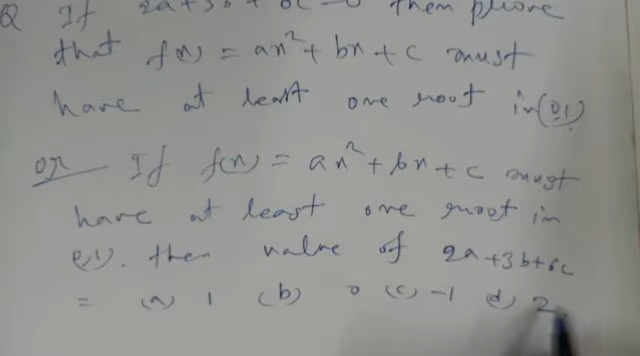 Q If 2a+3b+6c=0 then phove
that f(x) = ax²+bx+c must
have at least one root in (0,1)
or If f(x) = ax²+bx+c must
have at least one root in
(0,1). then value of 2a+3b+6c
= (a) 1 (b) 0 (c) -1 (d) 2